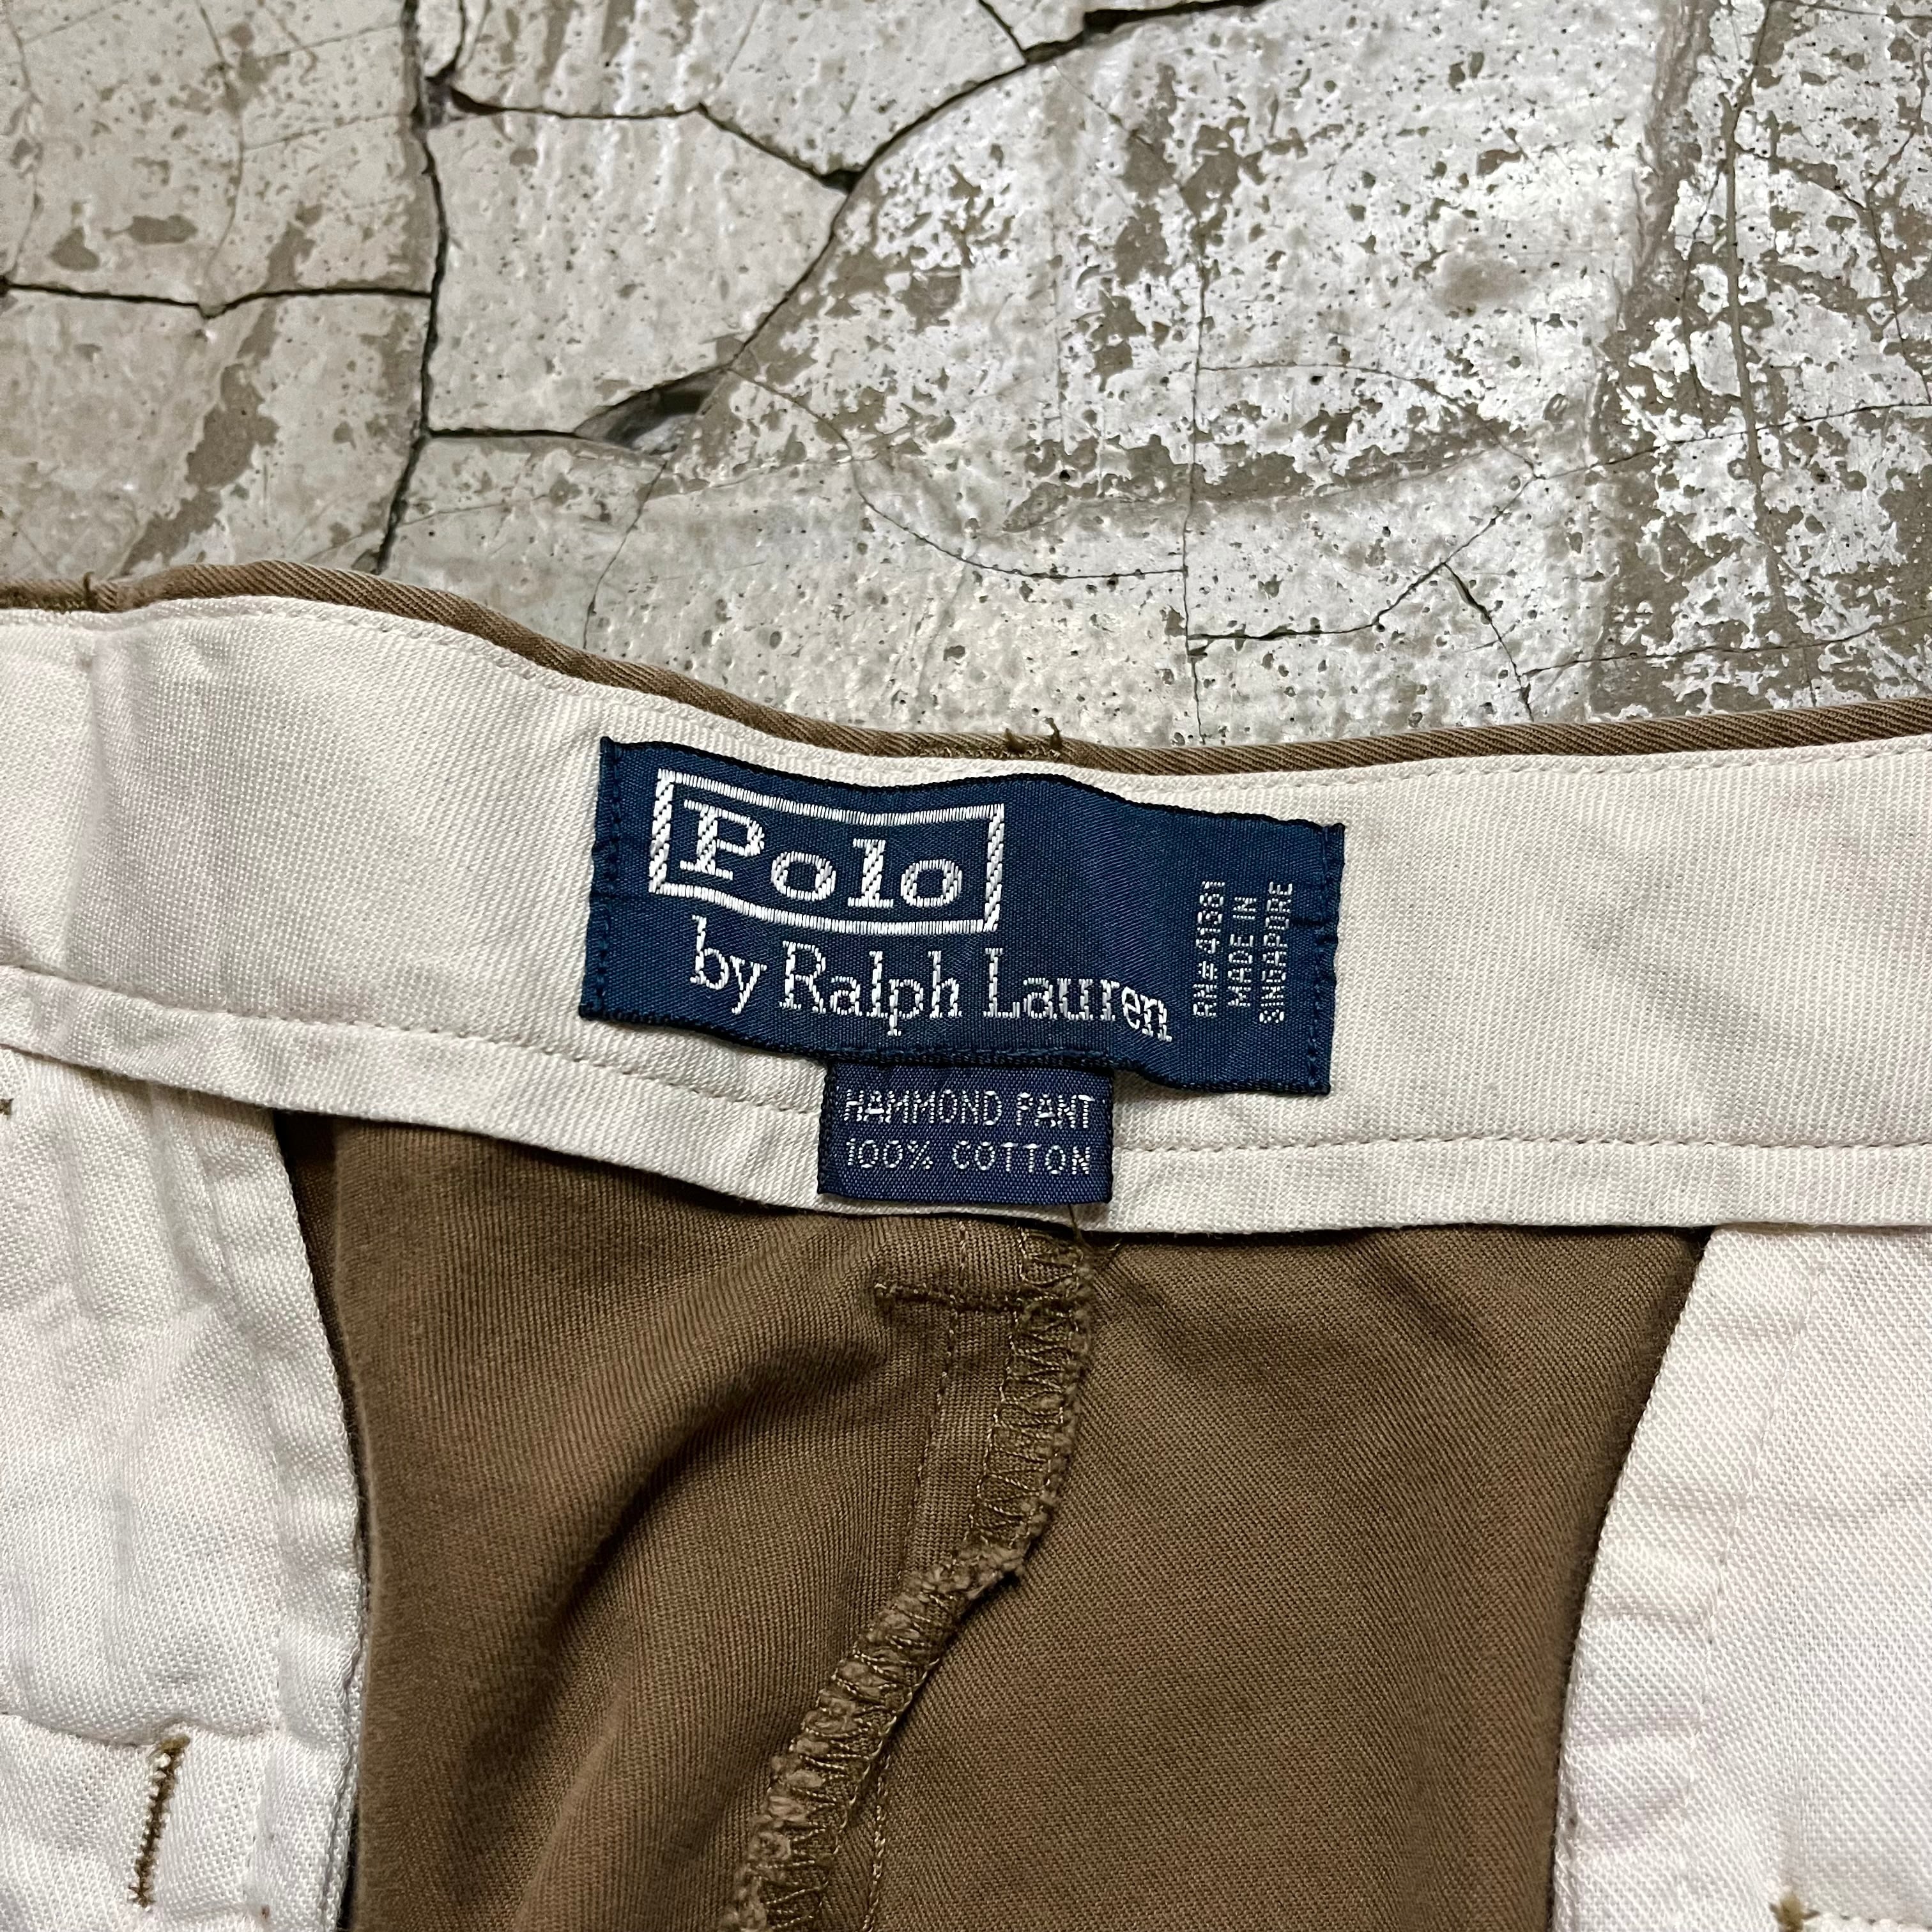 Polo
by Ralph Lauren
RN# 41381
MADE IN
SINGAPORE
HAMMOND PANT
100% COTTON